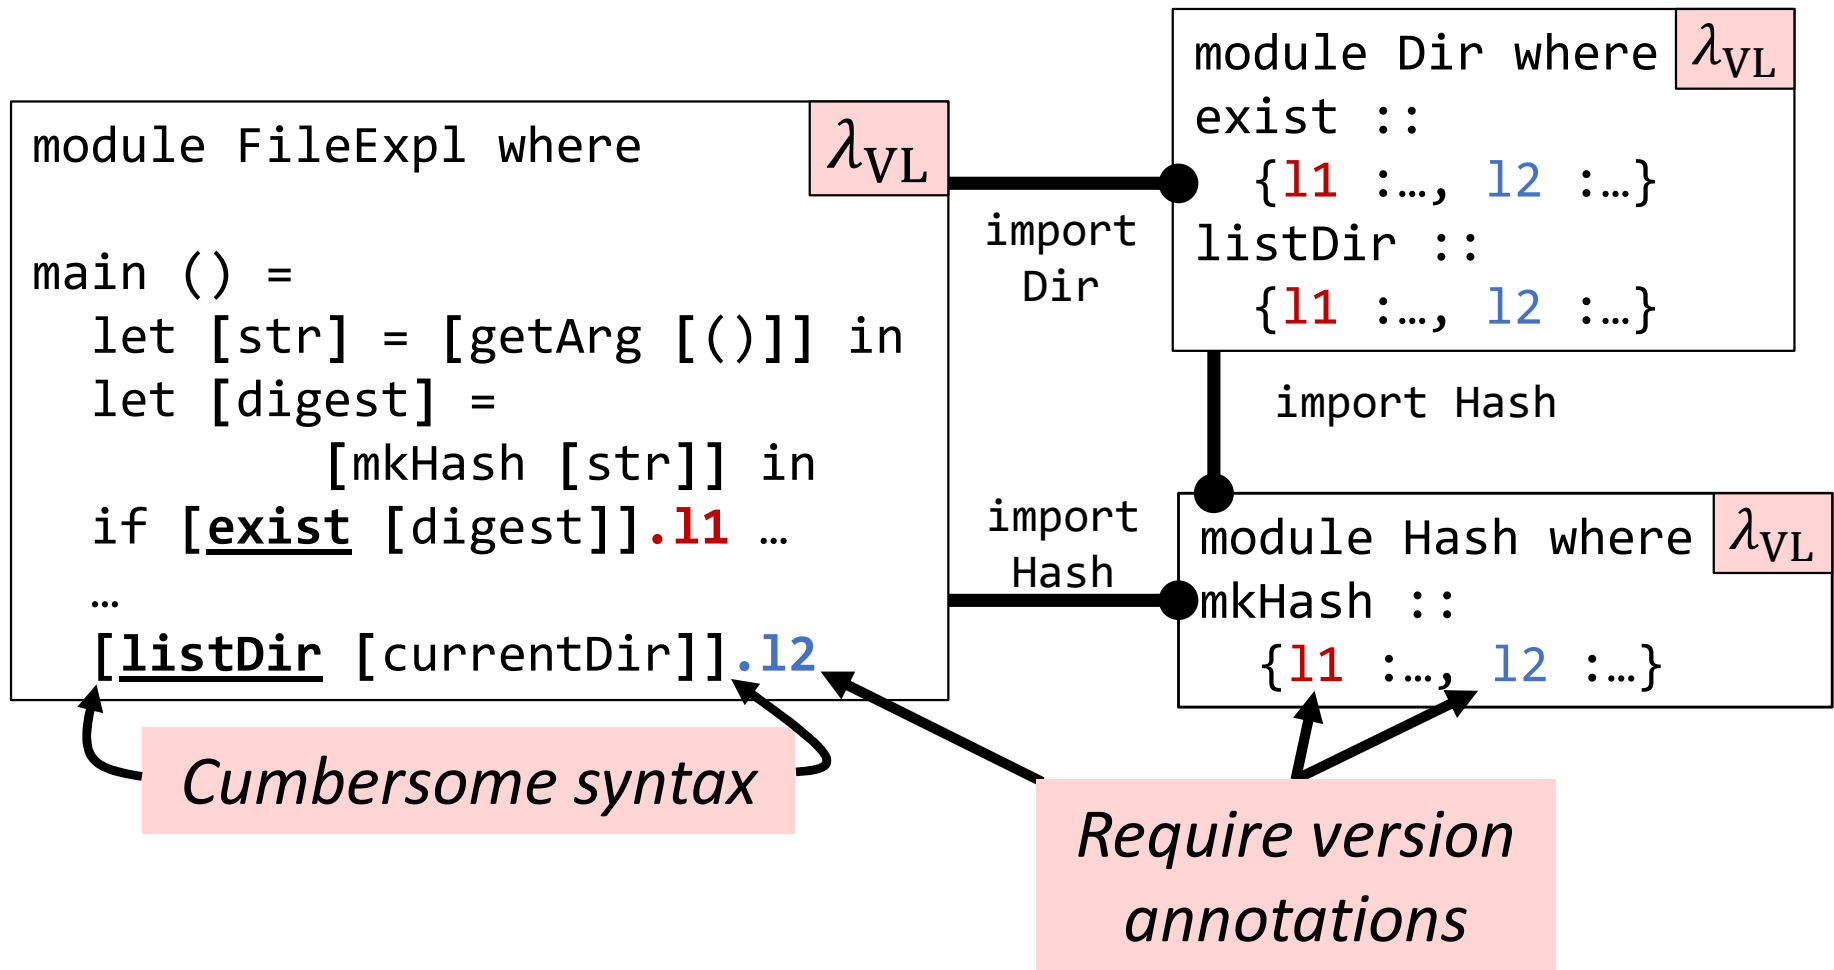 module FileExpl where
λVL
main () =
let [str] = [getArg [()]] in
let [digest] =
[mkHash [str]] in
if [exist [digest]].l1 …
…
[listDir [currentDir]].l2
import
Dir
import
Hash
module Dir where
λVL
exist ::
{l1 :…, l2 :…}
listDir ::
{l1 :…, l2 :…}
import Hash
module Hash where
λVL
mkHash ::
{l1 :…, l2 :…}
Cumbersome syntax
Require version
annotations